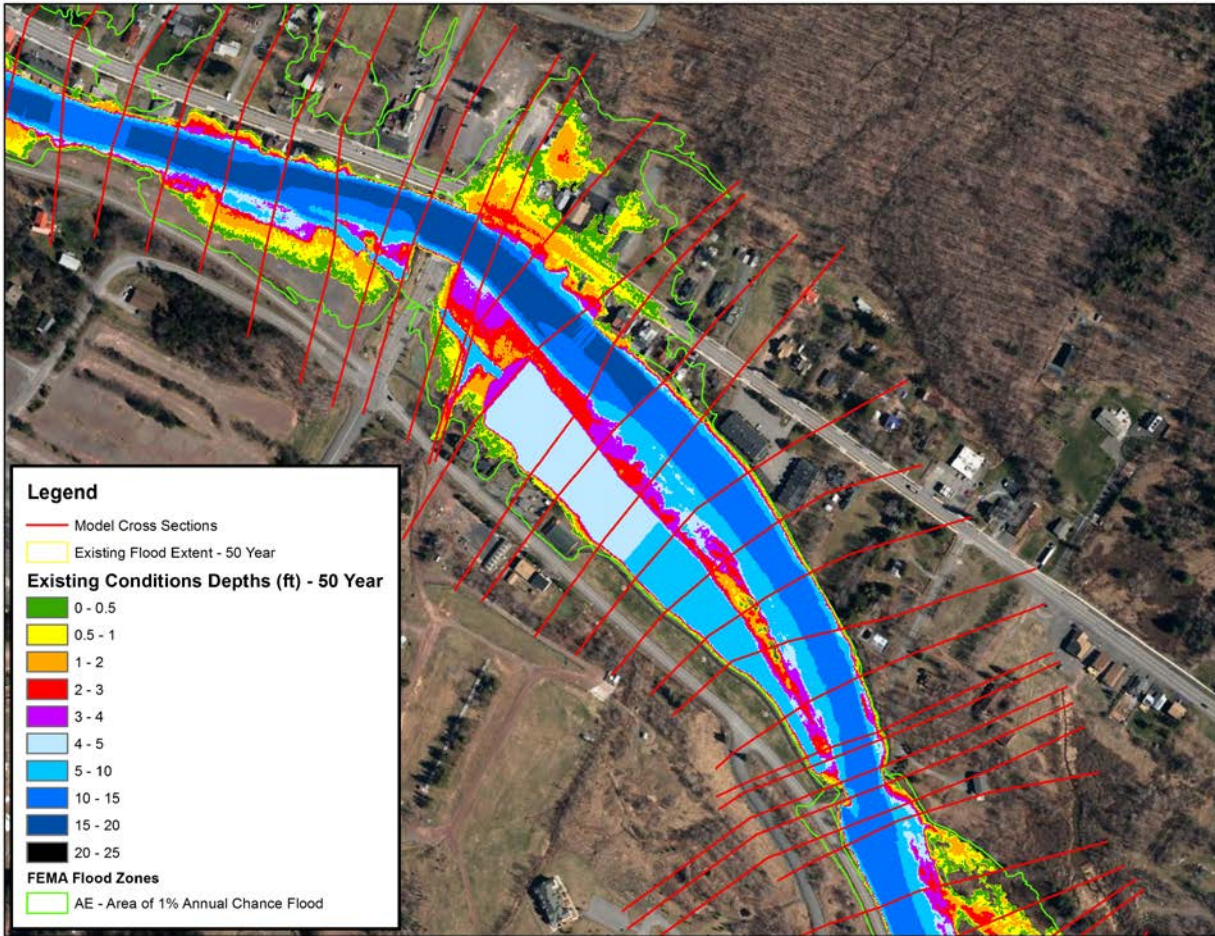 Legend
Model Cross Sections
Existing Flood Extent - 50 Year
Existing Conditions Depths (ft) - 50 Year
0 - 0.5
0.5 - 1
1 - 2
2 - 3
3 - 4
4 - 5
5 - 10
10 - 15
15 - 20
20 - 25
FEMA Flood Zones
AE - Area of 1% Annual Chance Flood